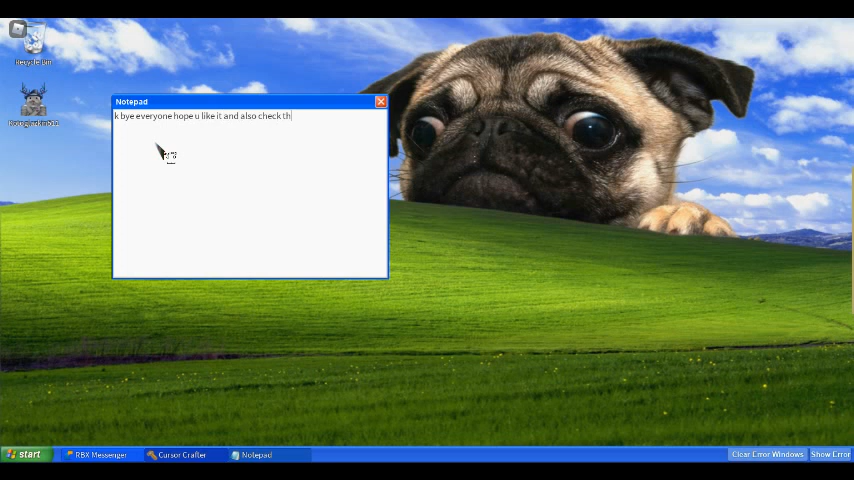 Recycle Bin
Notepad
k bye everyone hope u like it and also check th
start
RBX Messenger
Cursor Crafter
Notepad
Clear Error Windows
Show Error